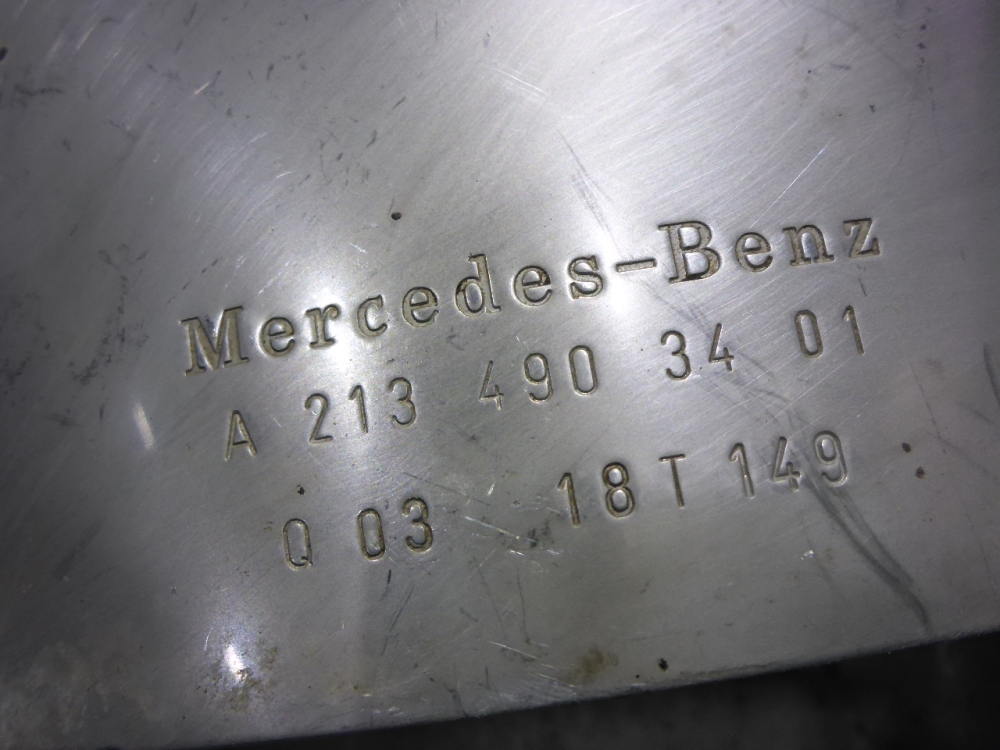 Mercedes-Benz
A 213 490 34 01
Q 03 18T 149